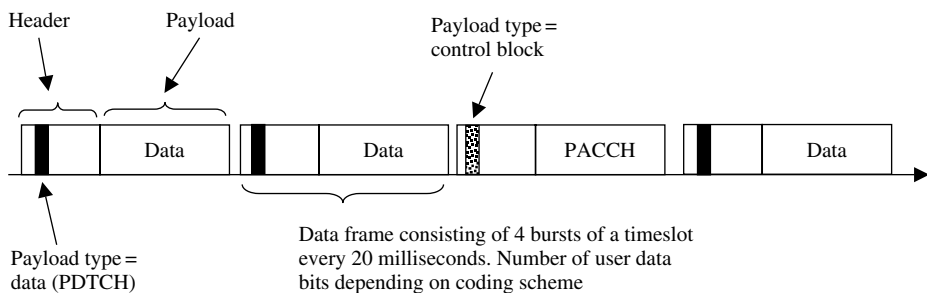 Header
Payload
Payload type=
control block
Data
Data
PACCH
Data
Payload type=
data (PDTCH)
Data frame consisting of 4 bursts of a timeslot
every 20 milliseconds. Number of user data
bits depending on coding scheme